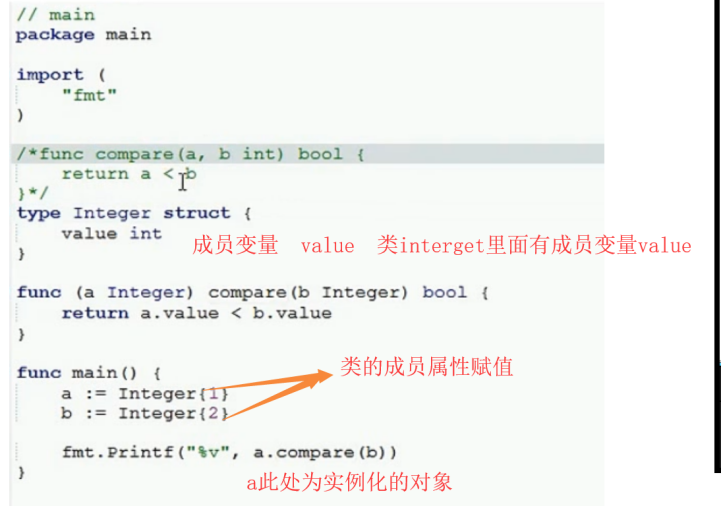 // main
package main
import (
"fmt"
)
/*func compare(a, b int) bool {
return a < b
}*/
type Integer struct {
value int
}
成员变量 value 类interget里面有成员变量value
func (a Integer) compare(b Integer) bool {
return a.value < b.value
}
func main() {
类的成员属性赋值
a := Integer{1}
b := Integer{2}
fmt.Printf("%v", a.compare(b))
}
a此处为实例化的对象